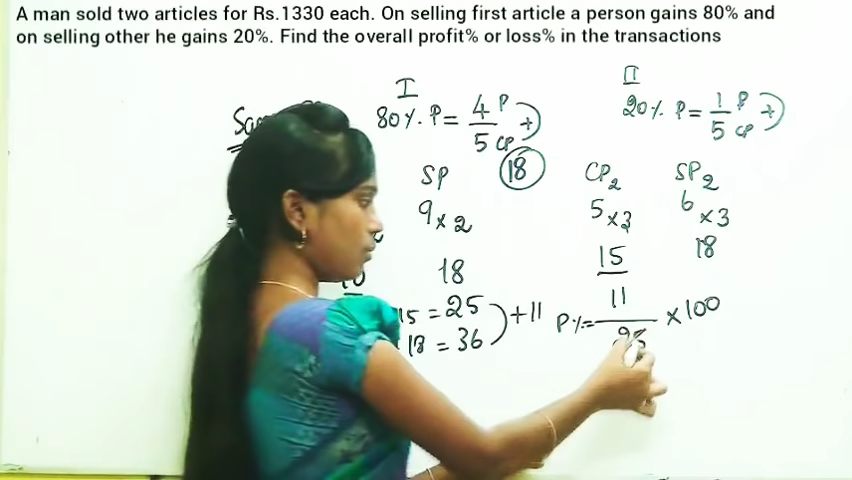 A man sold two articles for Rs.1330 each. On selling first article a person gains 80% and
on selling other he gains 20%. Find the overall profit% or loss% in the transactions
I II
80%. P = 4 P / 5 CP + 20% P = 1 P / 5 CP +
SP 18 CP2 SP2
9 x 2 5 x 3 6 x 3
18 15 18
15 = 25 +11 P% = 11 / x 100
18 = 36